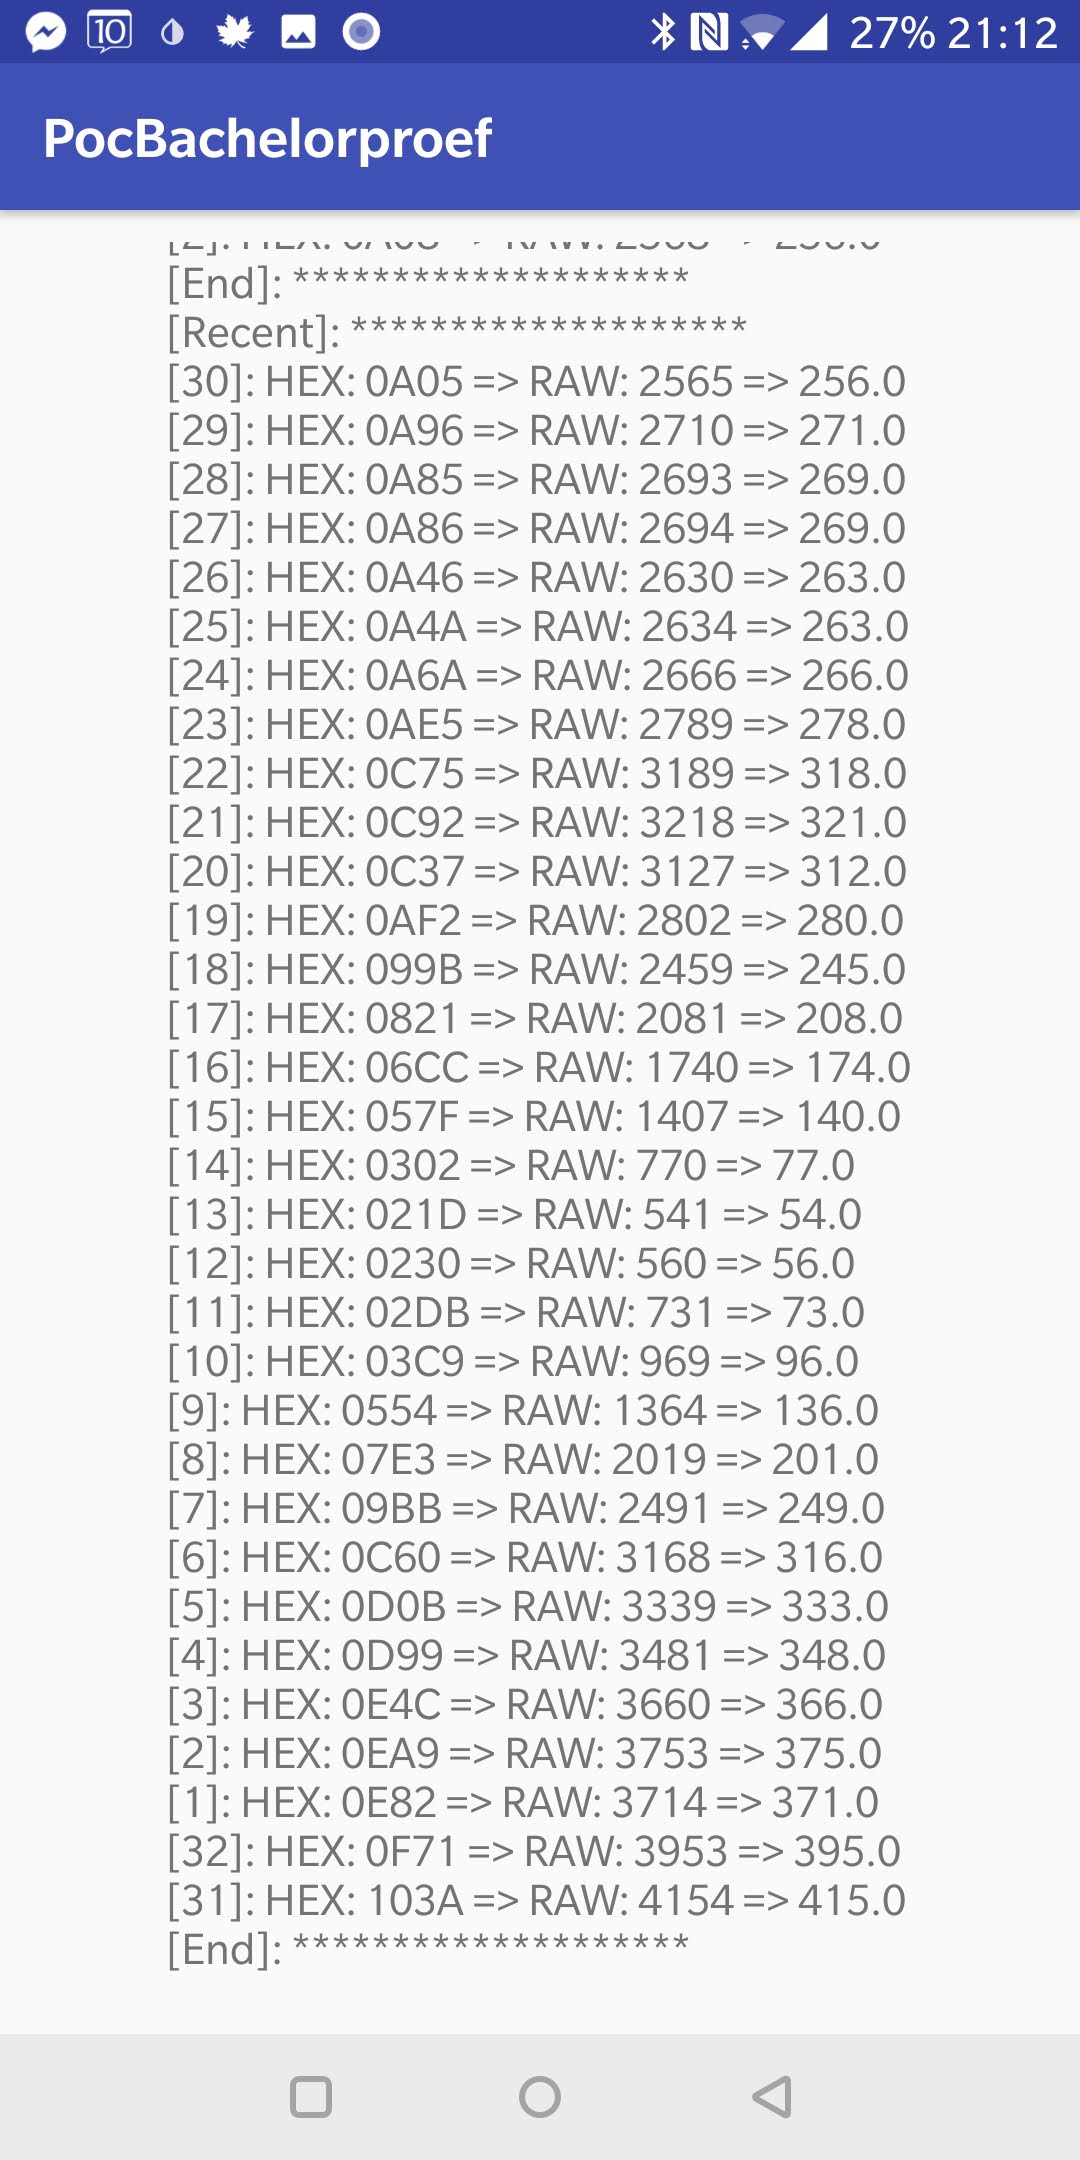 10 27% 21:12
PocBachelorproef
[End]: ********************
[Recent]: ********************
[30]: HEX: 0A05 => RAW: 2565 => 256.0
[29]: HEX: 0A96 => RAW: 2710 => 271.0
[28]: HEX: 0A85 => RAW: 2693 => 269.0
[27]: HEX: 0A86 => RAW: 2694 => 269.0
[26]: HEX: 0A46 => RAW: 2630 => 263.0
[25]: HEX: 0A4A => RAW: 2634 => 263.0
[24]: HEX: 0A6A => RAW: 2666 => 266.0
[23]: HEX: 0AE5 => RAW: 2789 => 278.0
[22]: HEX: 0C75 => RAW: 3189 => 318.0
[21]: HEX: 0C92 => RAW: 3218 => 321.0
[20]: HEX: 0C37 => RAW: 3127 => 312.0
[19]: HEX: 0AF2 => RAW: 2802 => 280.0
[18]: HEX: 099B => RAW: 2459 => 245.0
[17]: HEX: 0821 => RAW: 2081 => 208.0
[16]: HEX: 06CC => RAW: 1740 => 174.0
[15]: HEX: 057F => RAW: 1407 => 140.0
[14]: HEX: 0302 => RAW: 770 => 77.0
[13]: HEX: 021D => RAW: 541 => 54.0
[12]: HEX: 0230 => RAW: 560 => 56.0
[11]: HEX: 02DB => RAW: 731 => 73.0
[10]: HEX: 03C9 => RAW: 969 => 96.0
[9]: HEX: 0554 => RAW: 1364 => 136.0
[8]: HEX: 07E3 => RAW: 2019 => 201.0
[7]: HEX: 09BB => RAW: 2491 => 249.0
[6]: HEX: 0C60 => RAW: 3168 => 316.0
[5]: HEX: 0D0B => RAW: 3339 => 333.0
[4]: HEX: 0D99 => RAW: 3481 => 348.0
[3]: HEX: 0E4C => RAW: 3660 => 366.0
[2]: HEX: 0EA9 => RAW: 3753 => 375.0
[1]: HEX: 0E82 => RAW: 3714 => 371.0
[32]: HEX: 0F71 => RAW: 3953 => 395.0
[31]: HEX: 103A => RAW: 4154 => 415.0
[End]: ********************